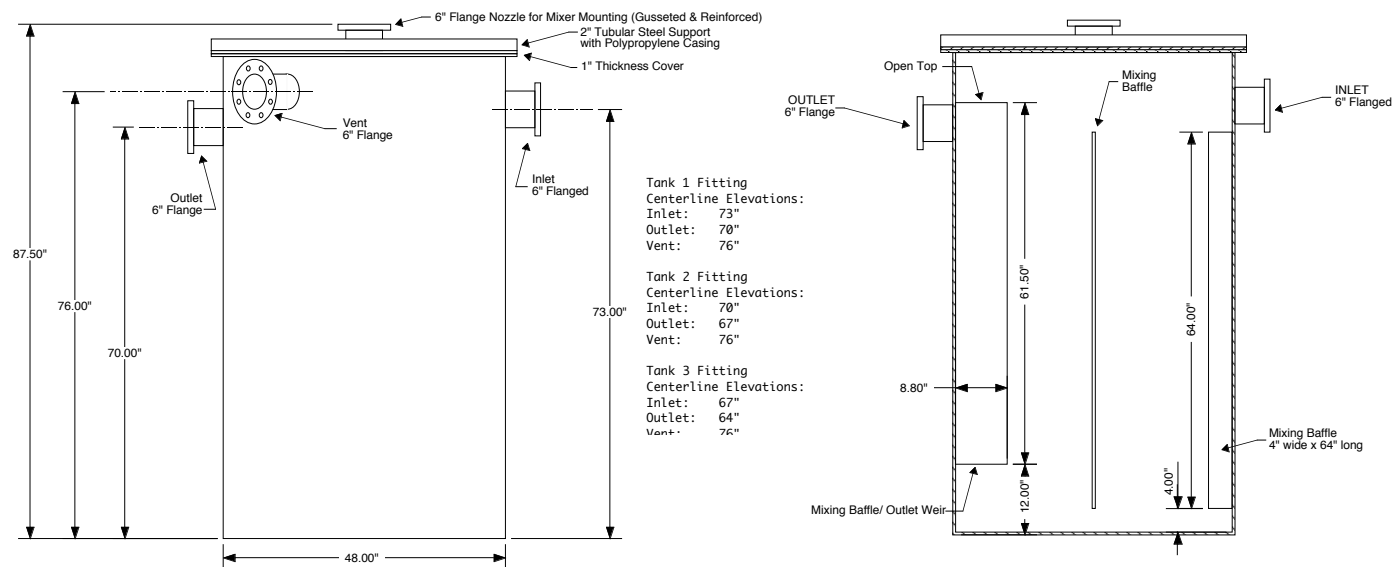 6" Flange Nozzle for Mixer Mounting (Gusseted & Reinforced)
2" Tubular Steel Support
with Polypropylene Casing
1" Thickness Cover
Vent
6" Flange
Outlet
6" Flange
Inlet
6" Flanged
87.50"
76.00"
70.00"
73.00"
48.00"
Tank 1 Fitting
Centerline Elevations:
Inlet: 73"
Outlet: 70"
Vent: 76"
Tank 2 Fitting
Centerline Elevations:
Inlet: 70"
Outlet: 67"
Vent: 76"
Tank 3 Fitting
Centerline Elevations:
Inlet: 67"
Outlet: 64"
Vent: 76"
Open Top
Mixing
Baffle
OUTLET
6" Flange
INLET
6" Flanged
61.50"
64.00"
8.80"
Mixing Baffle
4" wide x 64" long
4.00"
12.00"
Mixing Baffle/ Outlet Weir